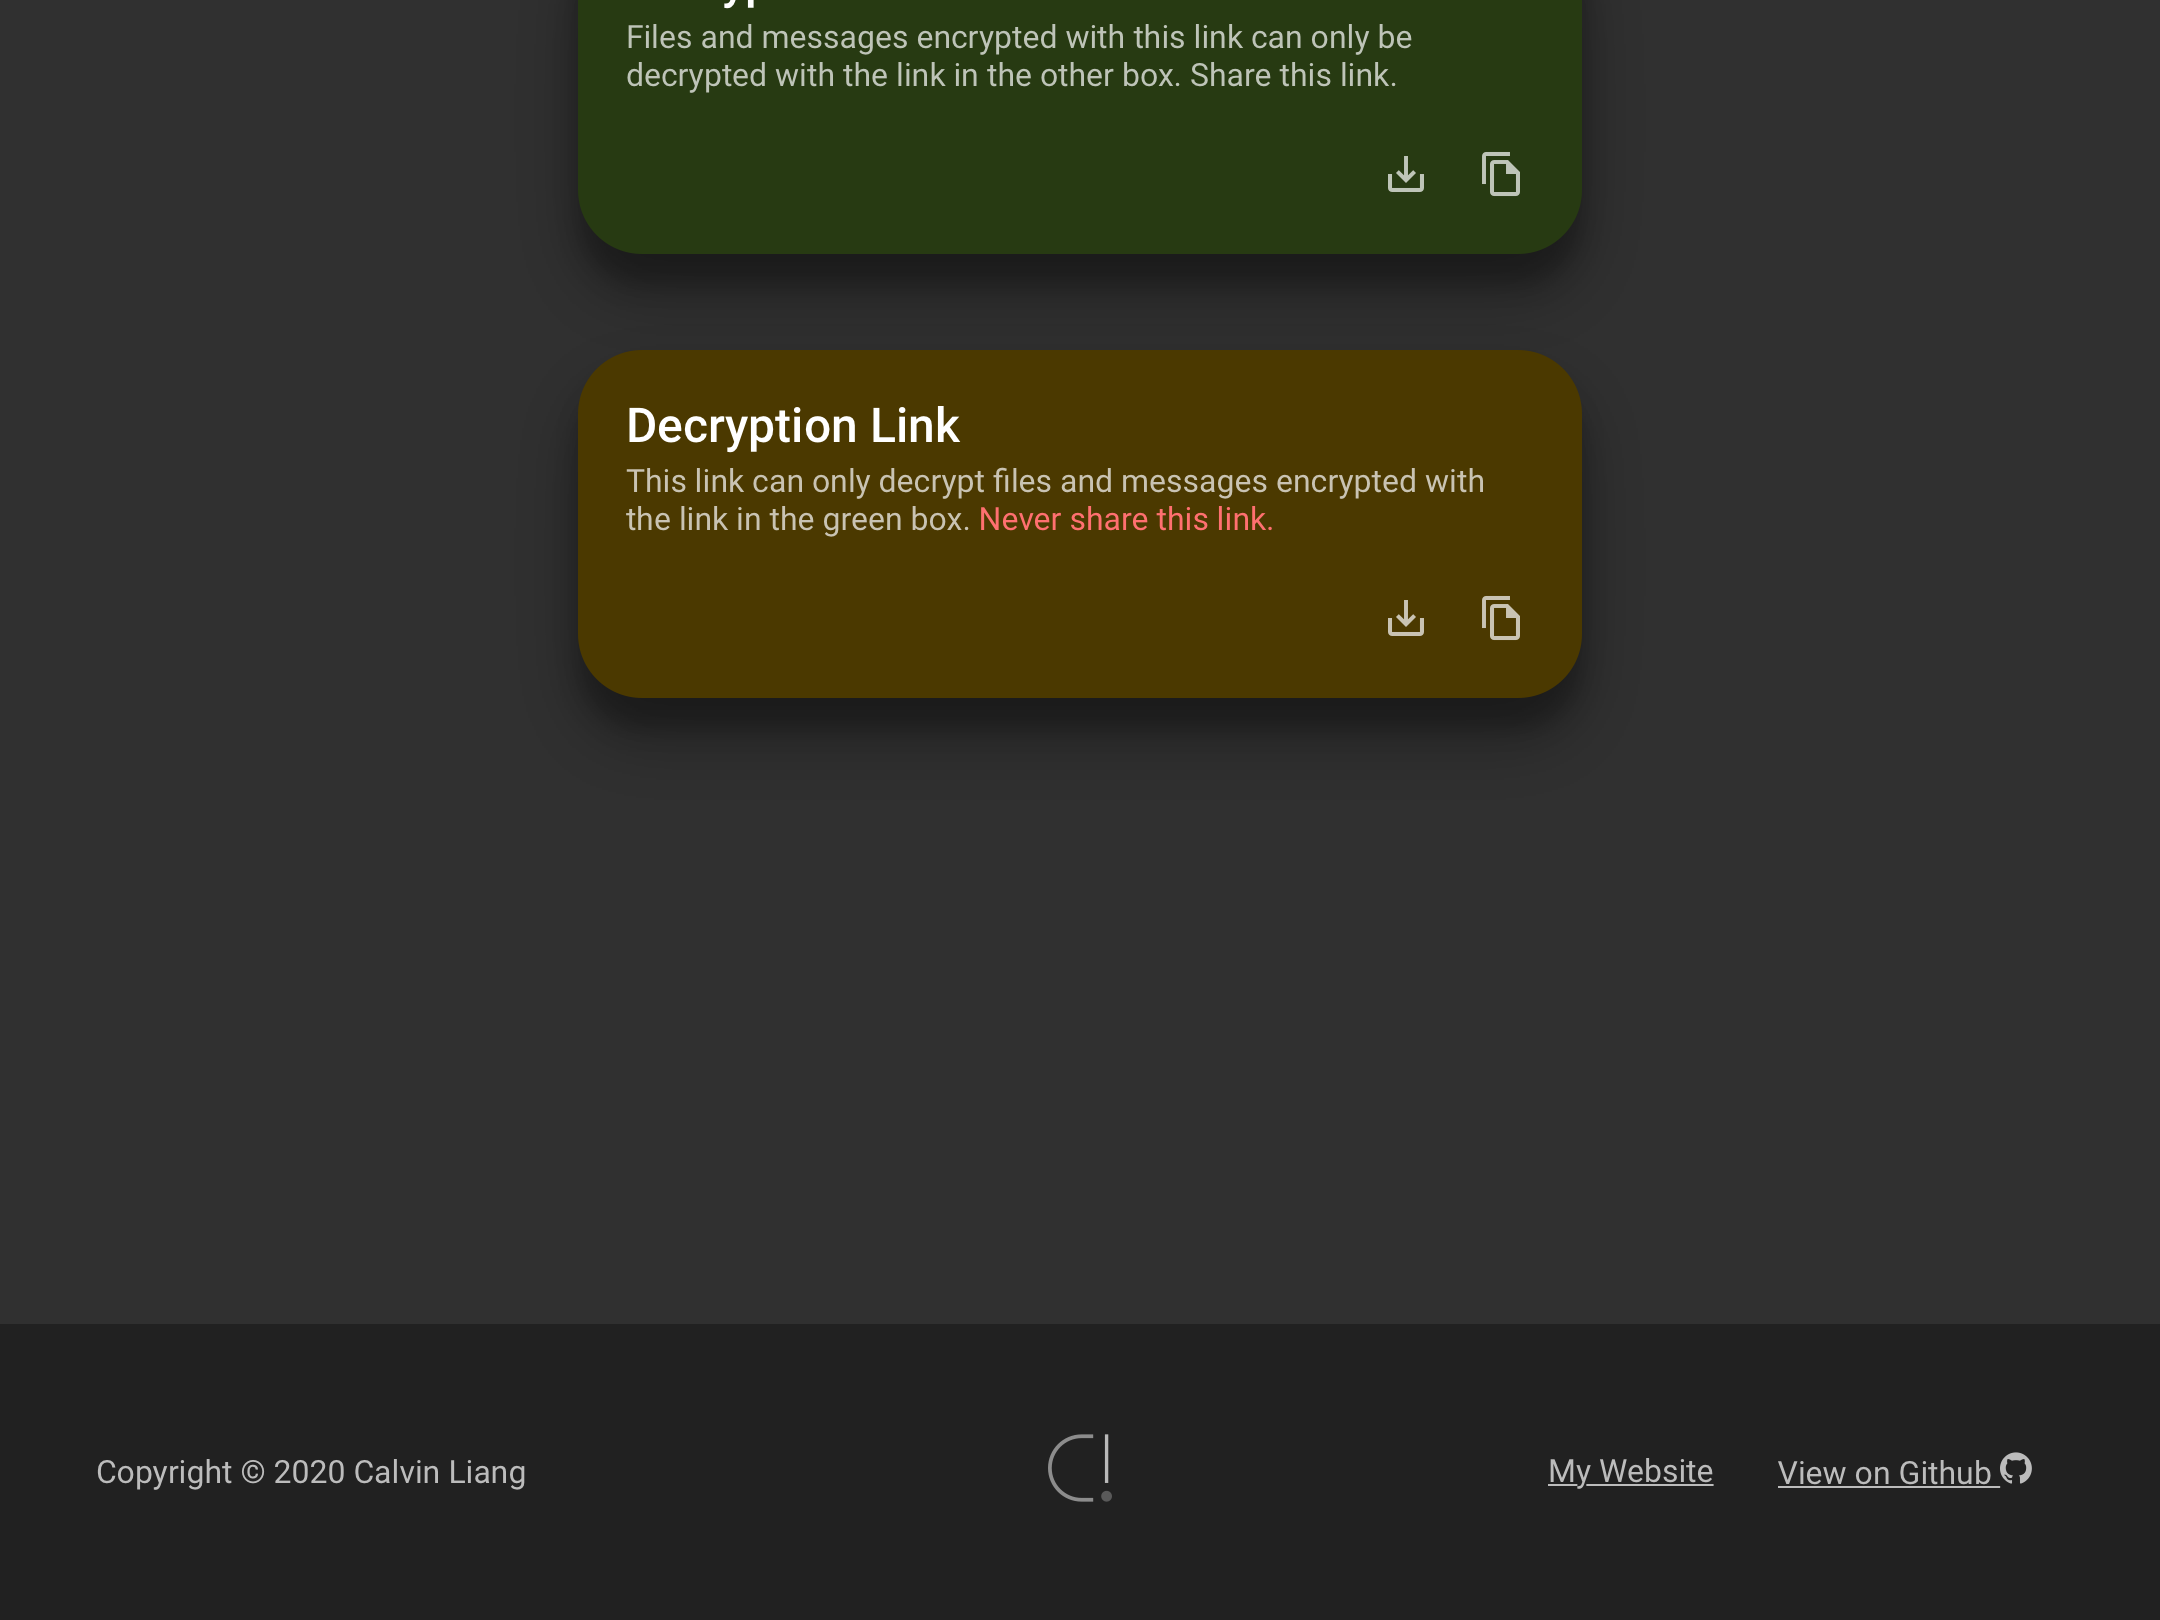 Files and messages encrypted with this link can only be
decrypted with the link in the other box. Share this link.
Decryption Link
This link can only decrypt files and messages encrypted with
the link in the green box. Never share this link.
Copyright © 2020 Calvin Liang
My Website
View on Github